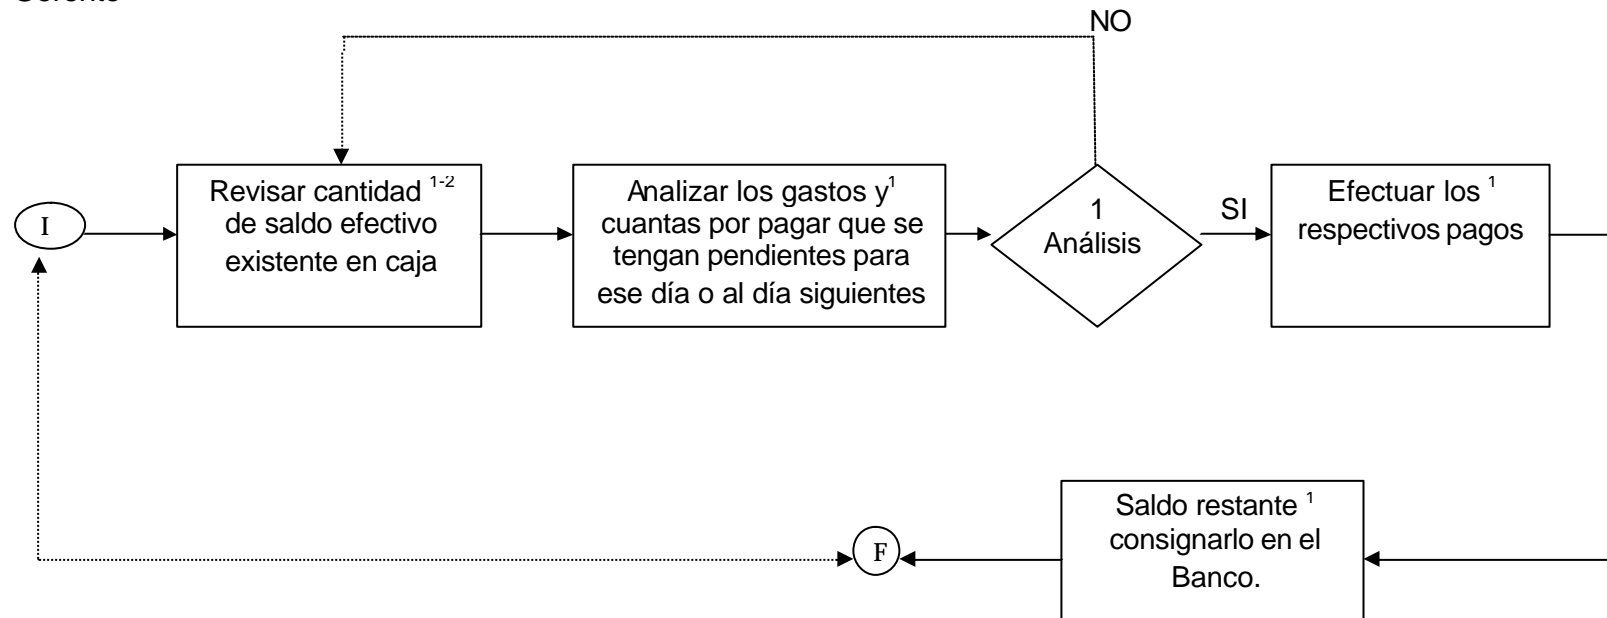 NO
Revisar cantidad 1-2
de saldo efectivo
existente en caja
Analizar los gastos y1
cuantas por pagar que se
tengan pendientes para
ese día o al día siguientes
1
Análisis
SI
Efectuar los 1
respectivos pagos
I
Saldo restante 1
consignarlo en el
Banco.
F